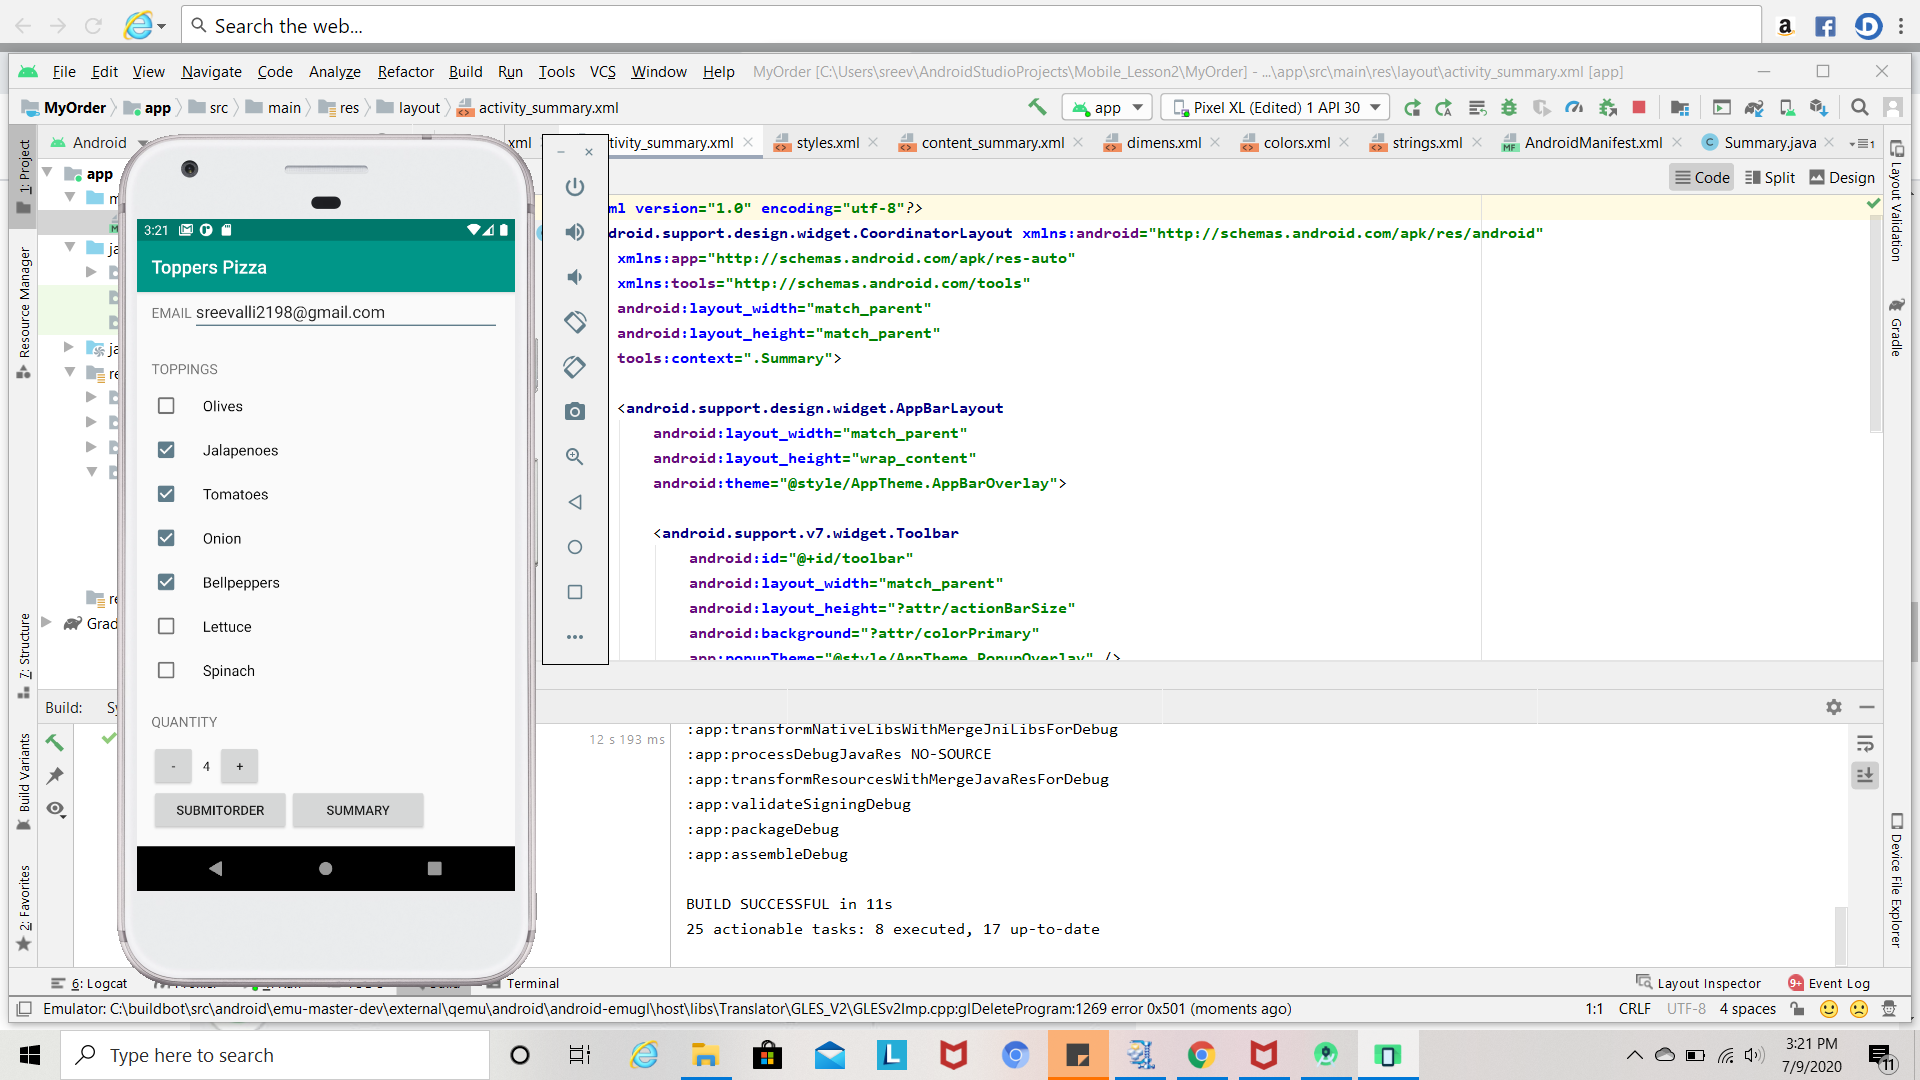 Search the web...
File Edit View Navigate Code Analyze Refactor Build Run Tools VCS Window Help MyOrder [C:\Users\sreev\AndroidStudioProjects\Mobile_Lesson2\MyOrder] - ...\app\src\main\res\layout\activity_summary.xml [app]
MyOrder app src main res layout activity_summary.xml
app Pixel XL (Edited) 1 API 30
Android xml tivity_summary.xml styles.xml content_summary.xml dimens.xml colors.xml strings.xml AndroidManifest.xml Summary.java
Code Split Design
1: Project
Resource Manager
7: Structure
Build Variants
2: Favorites
app
m
ja
ja
re
re
Grad
3:21
Toppers Pizza
EMAIL sreevalli2198@gmail.com
TOPPINGS
Olives
Jalapenoes
Tomatoes
Onion
Bellpeppers
Lettuce
Spinach
QUANTITY
- 4 +
SUBMITORDER SUMMARY
ml version="1.0" encoding="utf-8"?>
droid.support.design.widget.CoordinatorLayout xmlns:android="http://schemas.android.com/apk/res/android"
xmlns:app="http://schemas.android.com/apk/res-auto"
xmlns:tools="http://schemas.android.com/tools"
android:layout_width="match_parent"
android:layout_height="match_parent"
tools:context=".Summary">
<android.support.design.widget.AppBarLayout
android:layout_width="match_parent"
android:layout_height="wrap_content"
android:theme="@style/AppTheme.AppBarOverlay">
<android.support.v7.widget.Toolbar
android:id="@+id/toolbar"
android:layout_width="match_parent"
android:layout_height="?attr/actionBarSize"
android:background="?attr/colorPrimary"
app:popupTheme="@style/AppTheme.PopupOverlay" />
Layout Validation
Gradle
Device File Explorer
Build: Sy
12 s 193 ms
:app:transformNativeLibsWithMergeJniLibsForDebug
:app:processDebugJavaRes NO-SOURCE
:app:transformResourcesWithMergeJavaResForDebug
:app:validateSigningDebug
:app:packageDebug
:app:assembleDebug
BUILD SUCCESSFUL in 11s
25 actionable tasks: 8 executed, 17 up-to-date
6: Logcat Terminal Layout Inspector 9+ Event Log
Emulator: C:\buildbot\src\android\emu-master-dev\external\qemu\android\android-emugl\host\libs\Translator\GLES_V2\GLESv2Imp.cpp:glDeleteProgram:1269 error 0x501 (moments ago) 1:1 CRLF UTF-8 4 spaces
Type here to search
3:21 PM
7/9/2020
11